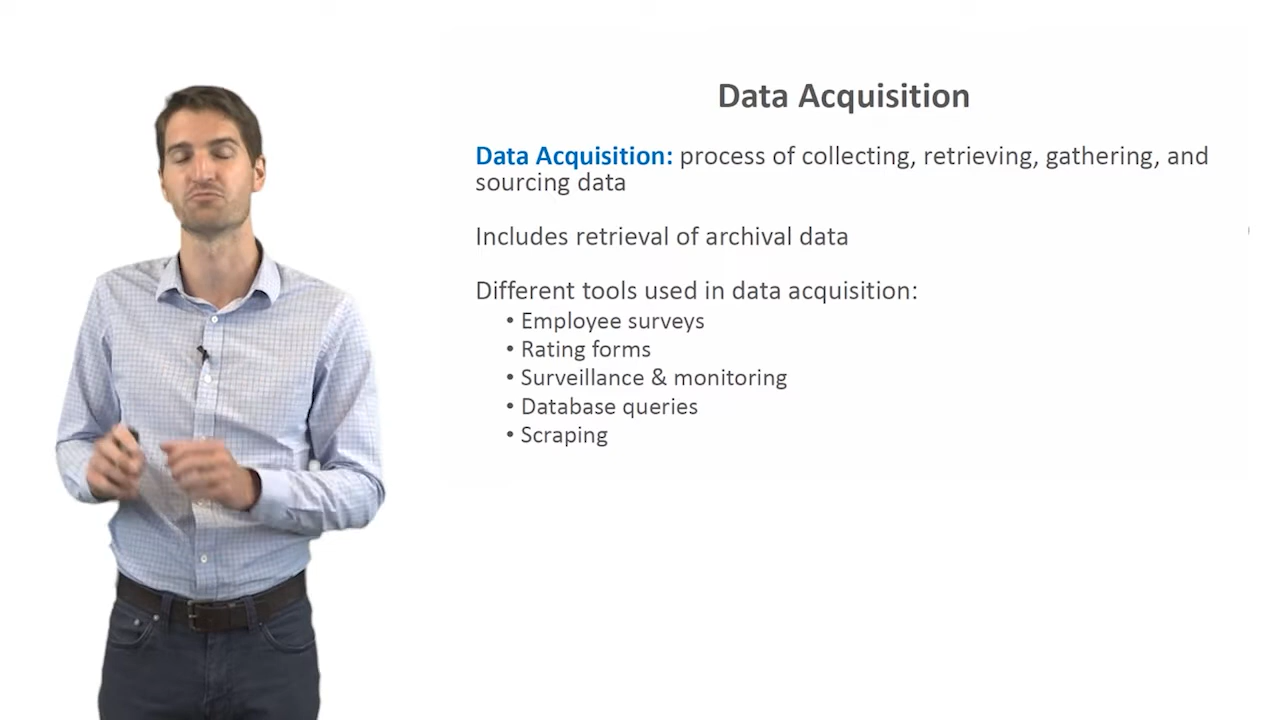 Data Acquisition
Data Acquisition: process of collecting, retrieving, gathering, and
sourcing data
Includes retrieval of archival data
Different tools used in data acquisition:
• Employee surveys
• Rating forms
• Surveillance & monitoring
• Database queries
• Scraping